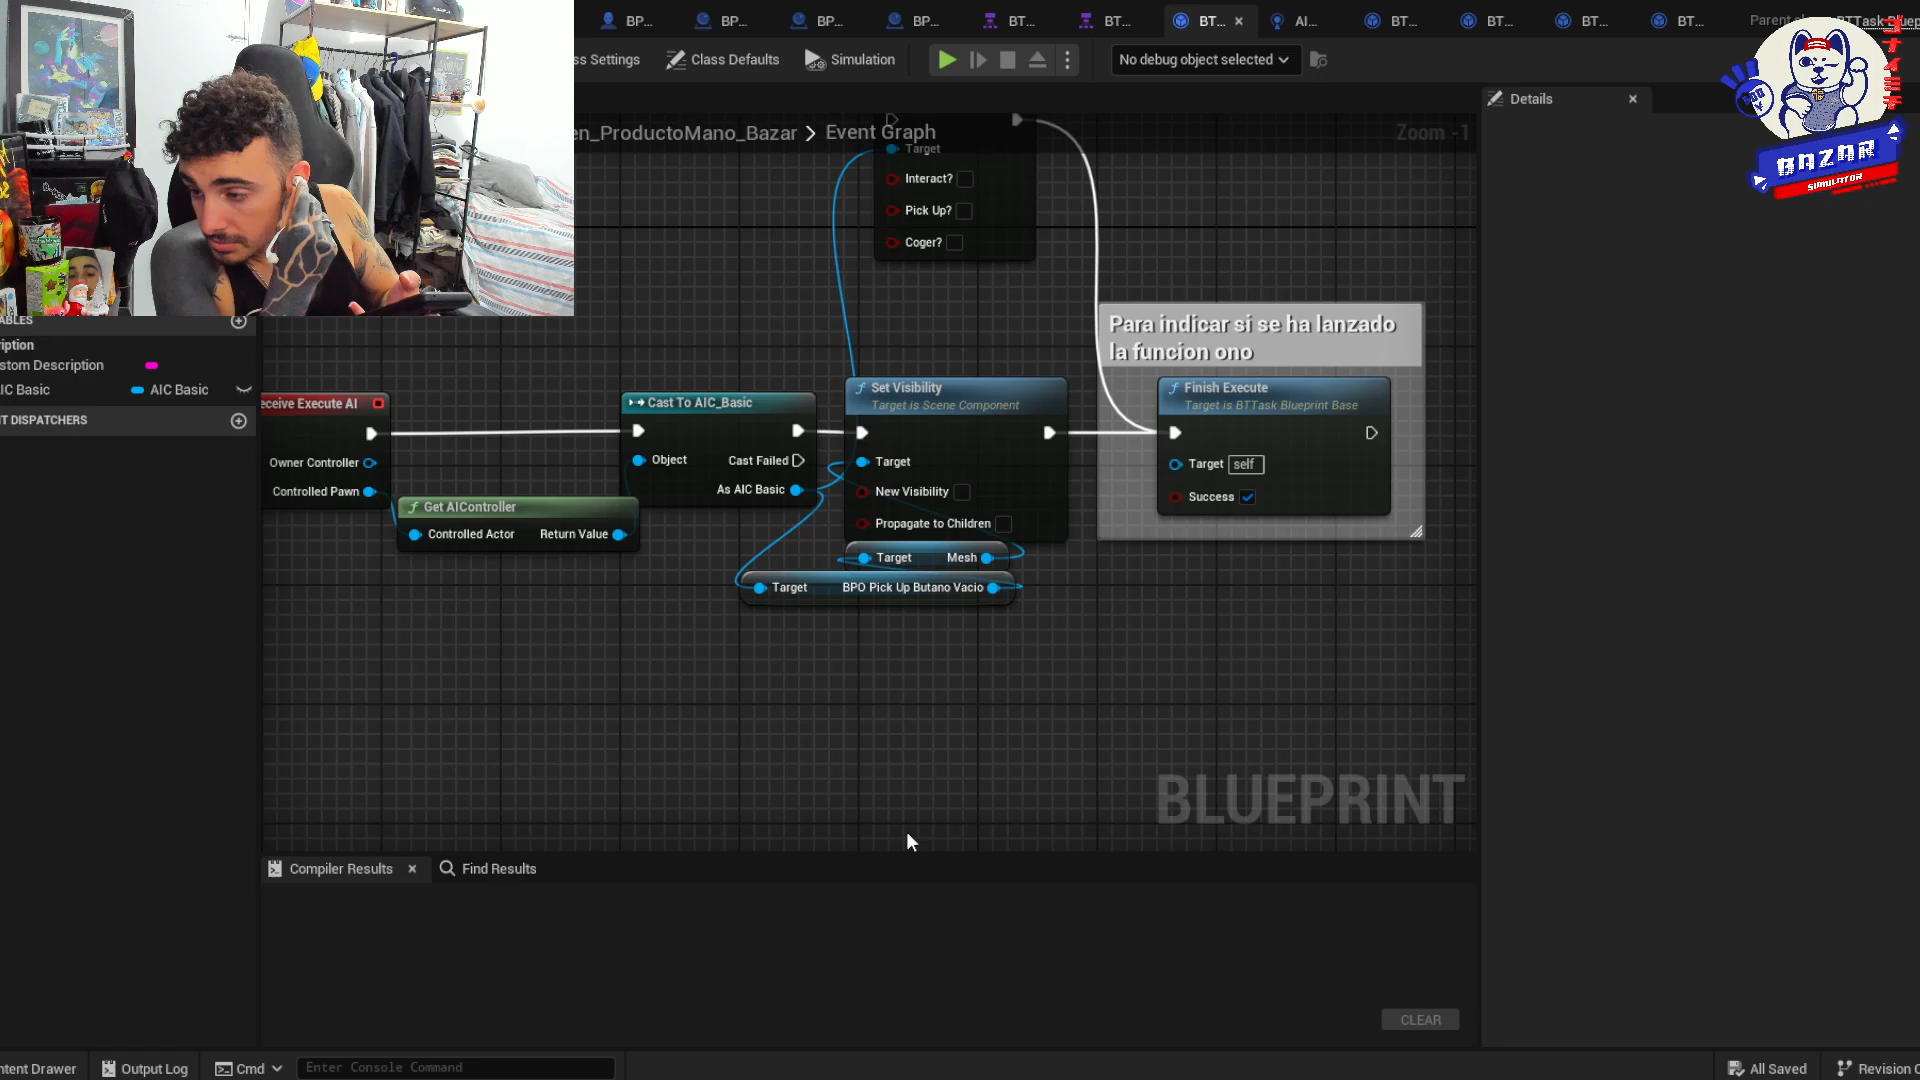 BP...
BP...
BP...
BP...
BT...
BT...
BT...
AI...
BT...
BT...
BT...
BT...
ss Settings
Class Defaults
Simulation
No debug object selected
Details
en_ProductoMano_Bazar
Event Graph
Zoom -1
Target
Interact?
Pick Up?
Coger?
BAZAR
SIMULATOR
ABLES
ription
stom Description
IC Basic
AIC Basic
T DISPATCHERS
Para indicar si se ha lanzado
la funcion ono
eceive Execute AI
Owner Controller
Controlled Pawn
Get AIController
Controlled Actor
Return Value
Cast To AIC_Basic
Object
Cast Failed
As AIC Basic
Set Visibility
Target is Scene Component
Target
New Visibility
Propagate to Children
Target
Mesh
Target
BPO Pick Up Butano Vacio
Finish Execute
Target is BTTask Blueprint Base
Target
self
Success
BLUEPRINT
Compiler Results
Find Results
CLEAR
ntent Drawer
Output Log
Cmd
Enter Console Command
All Saved
Revision C